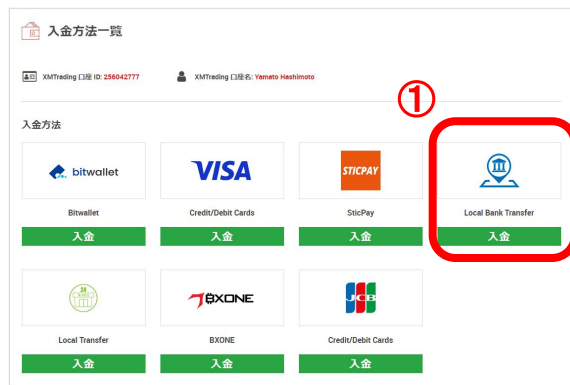 入金方法一覧
XMTrading 口座 ID: 256042777
XMTrading 口座名: Yamato Hashimoto
①
入金方法
bitwallet
VISA
STICPAY
Bitwallet
Credit/Debit Cards
SticPay
Local Bank Transfer
入金
入金
入金
入金
BXONE
JCB
Local Transfer
BXONE
Credit/Debit Cards
入金
入金
入金